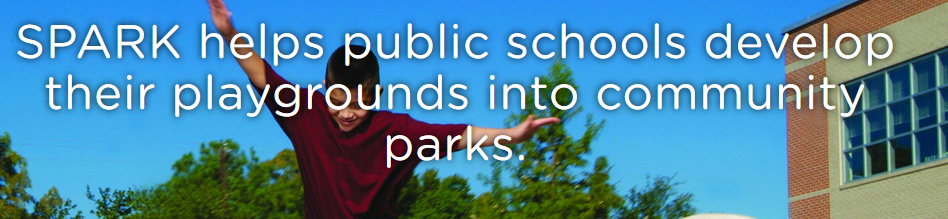 SPARK helps public schools develop
their playgrounds into community
parks.